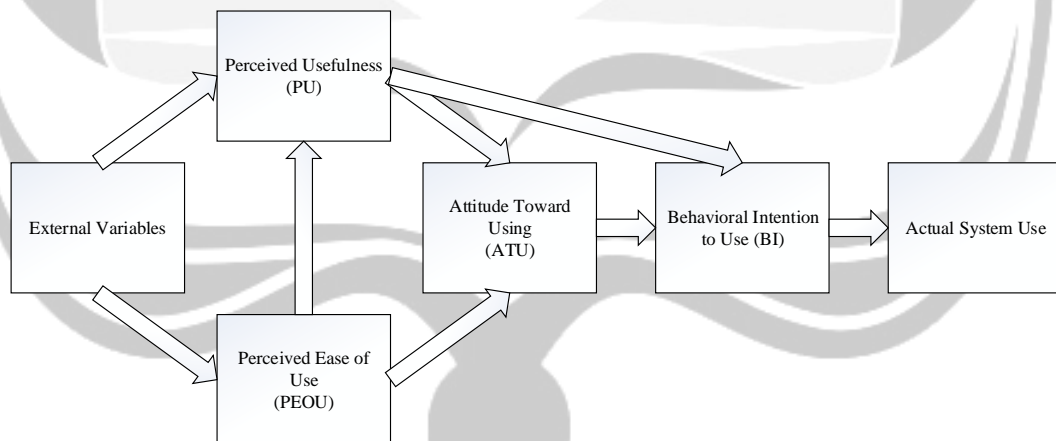 Perceived Usefulness
(PU)
External Variables
Attitude Toward
Using
(ATU)
Behavioral Intention
to Use (BI)
Actual System Use
Perceived Ease of
Use
(PEOU)